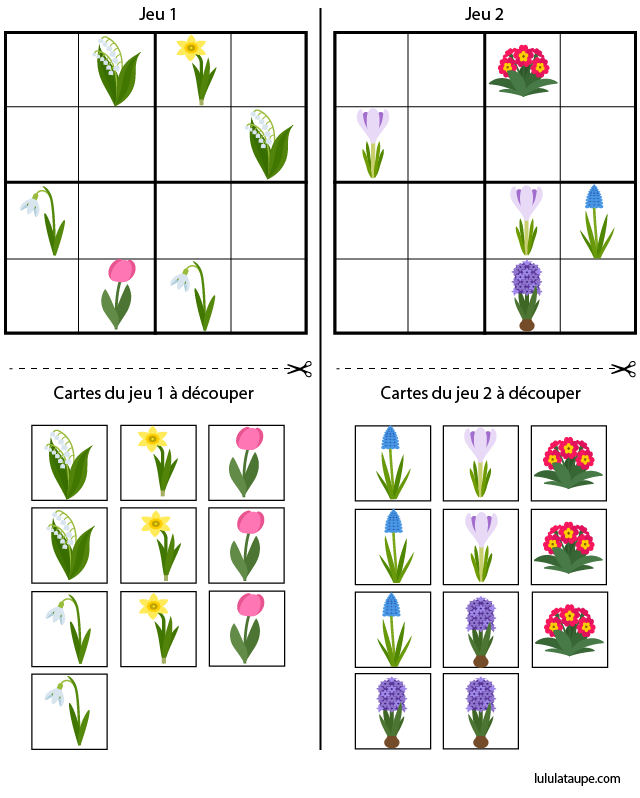 Jeu 1
Jeu 2
Cartes du jeu 1 à découper
Cartes du jeu 2 à découper
lululataupe.com